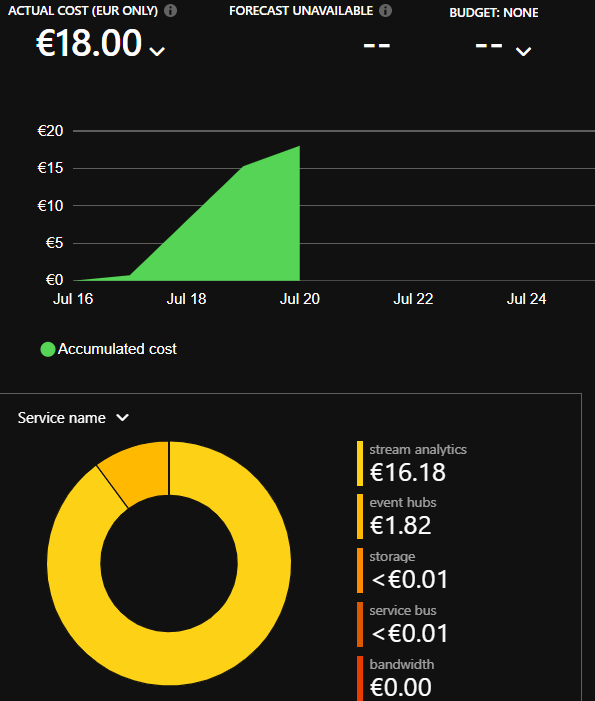 ACTUAL COST (EUR ONLY) FORECAST UNAVAILABLE BUDGET: NONE
€18.00 -- --
€20
€15
€10
€5
€0
Jul 16 Jul 18 Jul 20 Jul 22 Jul 24
Accumulated cost
Service name
stream analytics
€16.18
event hubs
€1.82
storage
<€0.01
service bus
<€0.01
bandwidth
€0.00